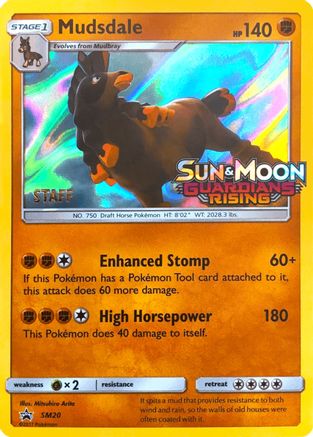 STAGE 1
Mudsdale
HP 140
Evolves from Mudbray
STAFF
SUN & MOON
GUARDIANS
RISING
NO. 750 Draft Horse Pokémon HT: 8'02" WT: 2028.3 lbs.
Enhanced Stomp 60+
If this Pokémon has a Pokémon Tool card attached to it,
this attack does 60 more damage.
High Horsepower 180
This Pokémon does 40 damage to itself.
weakness ×2 resistance retreat
Illus. Mitsuhiro Arita
SM20
©2017 Pokémon
It spits a mud that provides resistance to both
wind and rain, so the walls of old houses were
often coated with it.